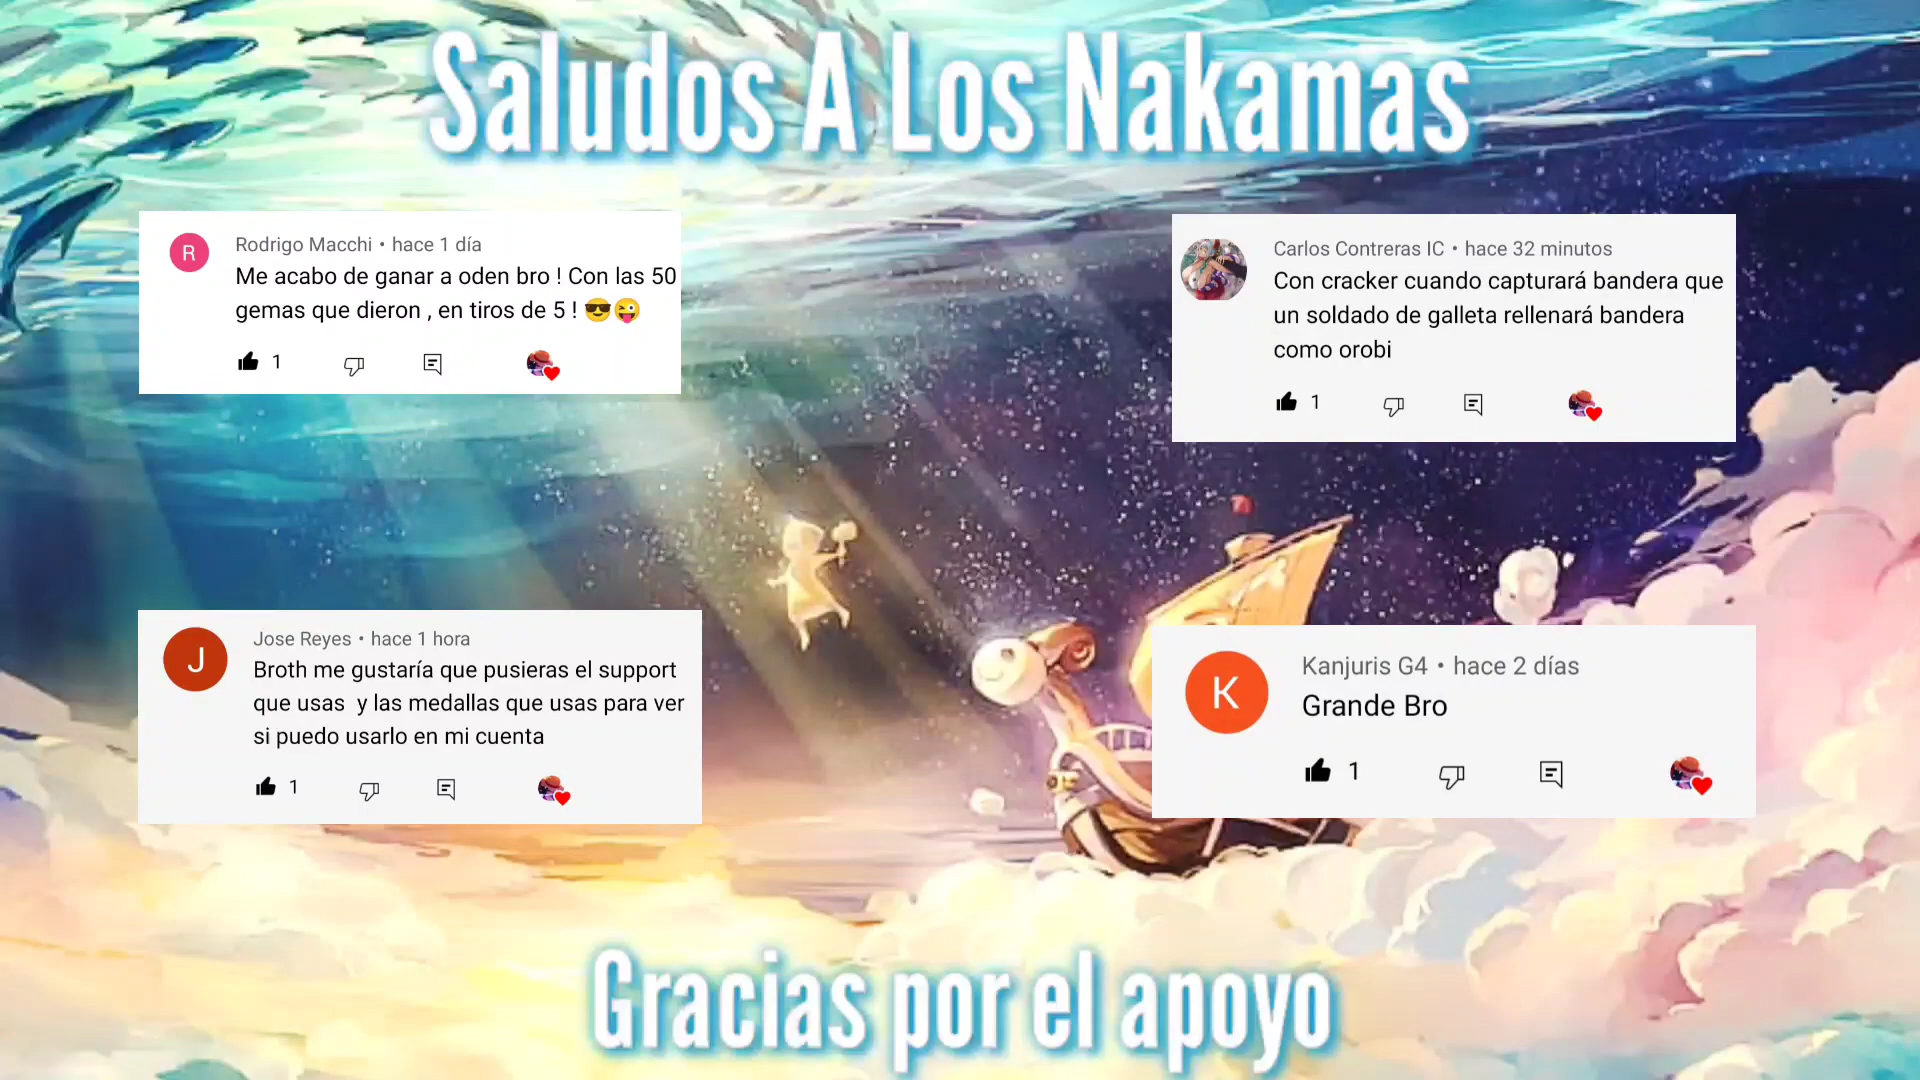 Saludos A Los Nakamas
R
Rodrigo Macchi • hace 1 día
Me acabo de ganar a oden bro ! Con las 50
gemas que dieron , en tiros de 5 ! 😎😜
1
Carlos Contreras IC • hace 32 minutos
Con cracker cuando capturará bandera que
un soldado de galleta rellenará bandera
como orobi
1
J
Jose Reyes • hace 1 hora
Broth me gustaría que pusieras el support
que usas  y las medallas que usas para ver
si puedo usarlo en mi cuenta
1
K
Kanjuris G4 • hace 2 días
Grande Bro
1
Gracias por el apoyo